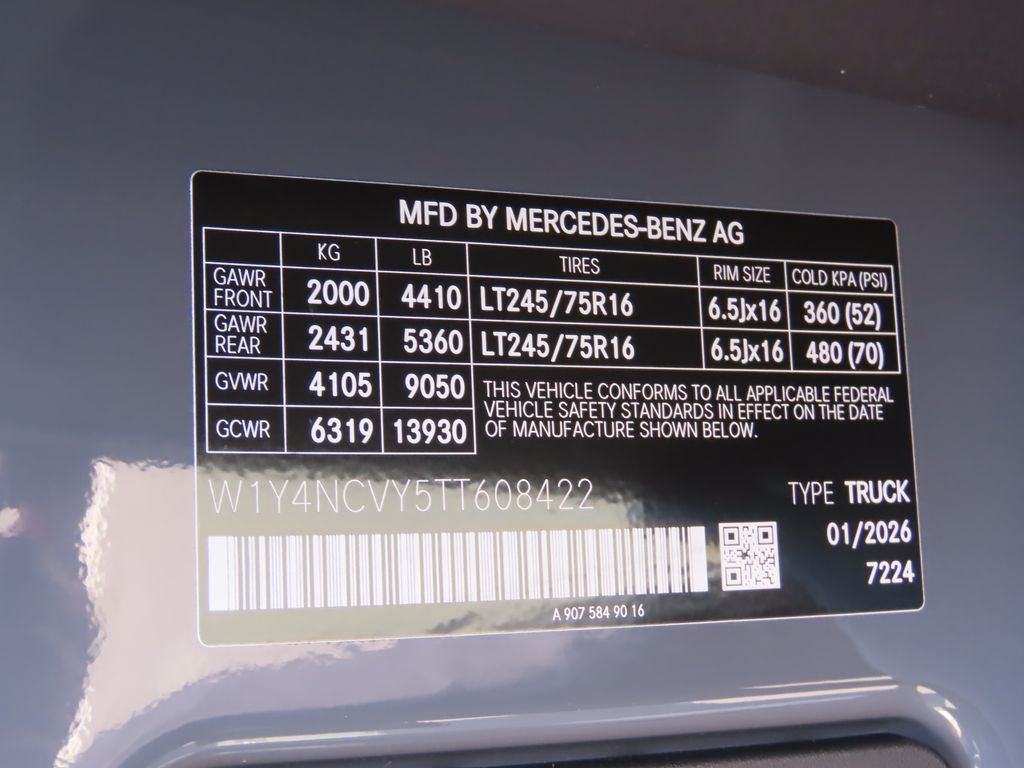 MFD BY MERCEDES-BENZ AG
KG LB TIRES RIM SIZE COLD KPA (PSI)
GAWR FRONT 2000 4410 LT245/75R16 6.5Jx16 360 (52)
GAWR REAR 2431 5360 LT245/75R16 6.5Jx16 480 (70)
GVWR 4105 9050
GCWR 6319 13930
THIS VEHICLE CONFORMS TO ALL APPLICABLE FEDERAL
VEHICLE SAFETY STANDARDS IN EFFECT ON THE DATE
OF MANUFACTURE SHOWN BELOW.
W1Y4NCVY5TT608422 TYPE TRUCK
01/2026
7224
A 907 584 90 16